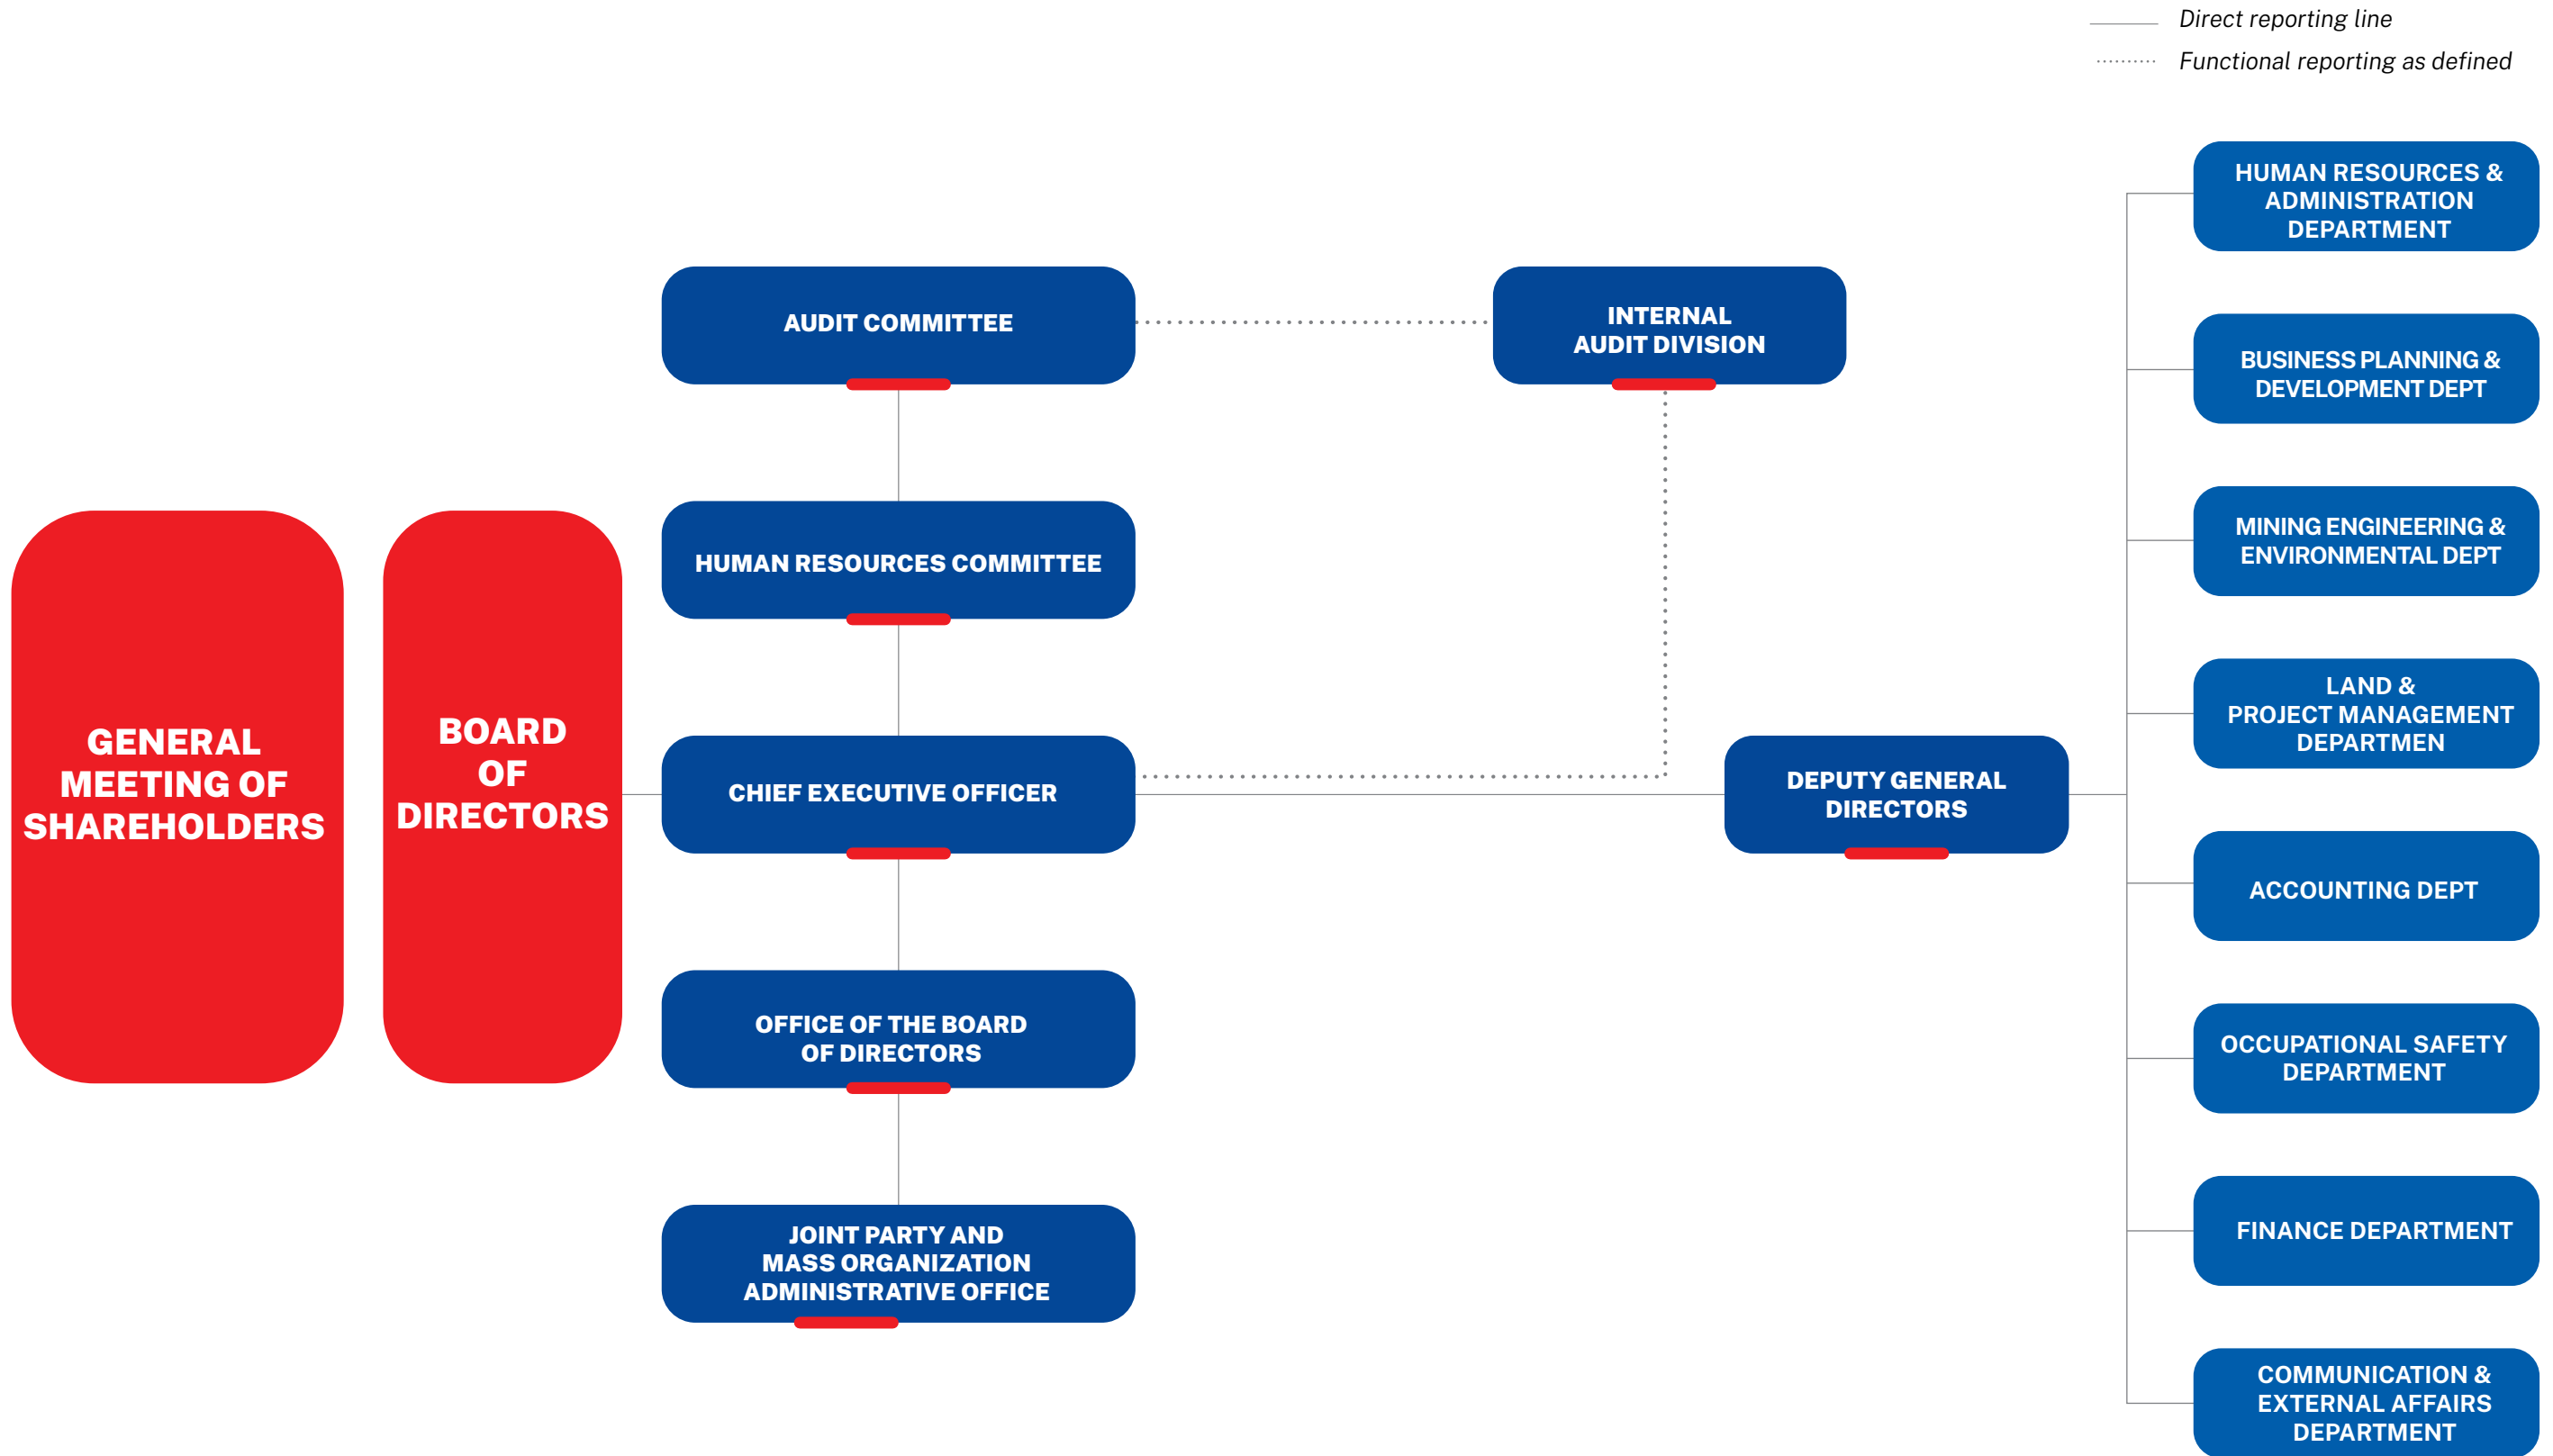 Direct reporting line
Functional reporting as defined
GENERAL
MEETING OF
SHAREHOLDERS
BOARD
OF
DIRECTORS
AUDIT COMMITTEE
HUMAN RESOURCES COMMITTEE
CHIEF EXECUTIVE OFFICER
OFFICE OF THE BOARD
OF DIRECTORS
JOINT PARTY AND
MASS ORGANIZATION
ADMINISTRATIVE OFFICE
INTERNAL
AUDIT DIVISION
DEPUTY GENERAL
DIRECTORS
HUMAN RESOURCES &
ADMINISTRATION
DEPARTMENT
BUSINESS PLANNING &
DEVELOPMENT DEPT
MINING ENGINEERING &
ENVIRONMENTAL DEPT
LAND &
PROJECT MANAGEMENT
DEPARTMEN
ACCOUNTING DEPT
OCCUPATIONAL SAFETY
DEPARTMENT
FINANCE DEPARTMENT
COMMUNICATION &
EXTERNAL AFFAIRS
DEPARTMENT